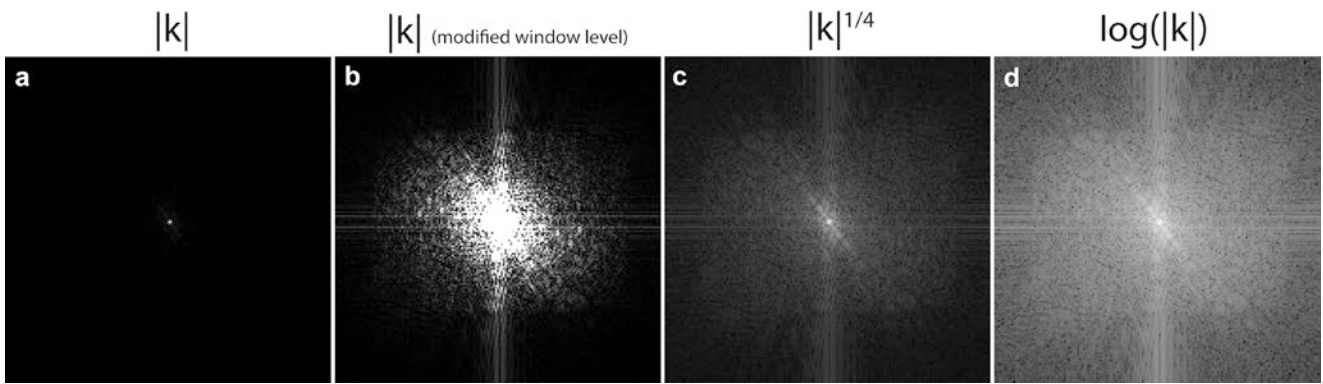 |k|
|k| (modified window level)
|k|^{1/4}
log(|k|)
a
b
c
d